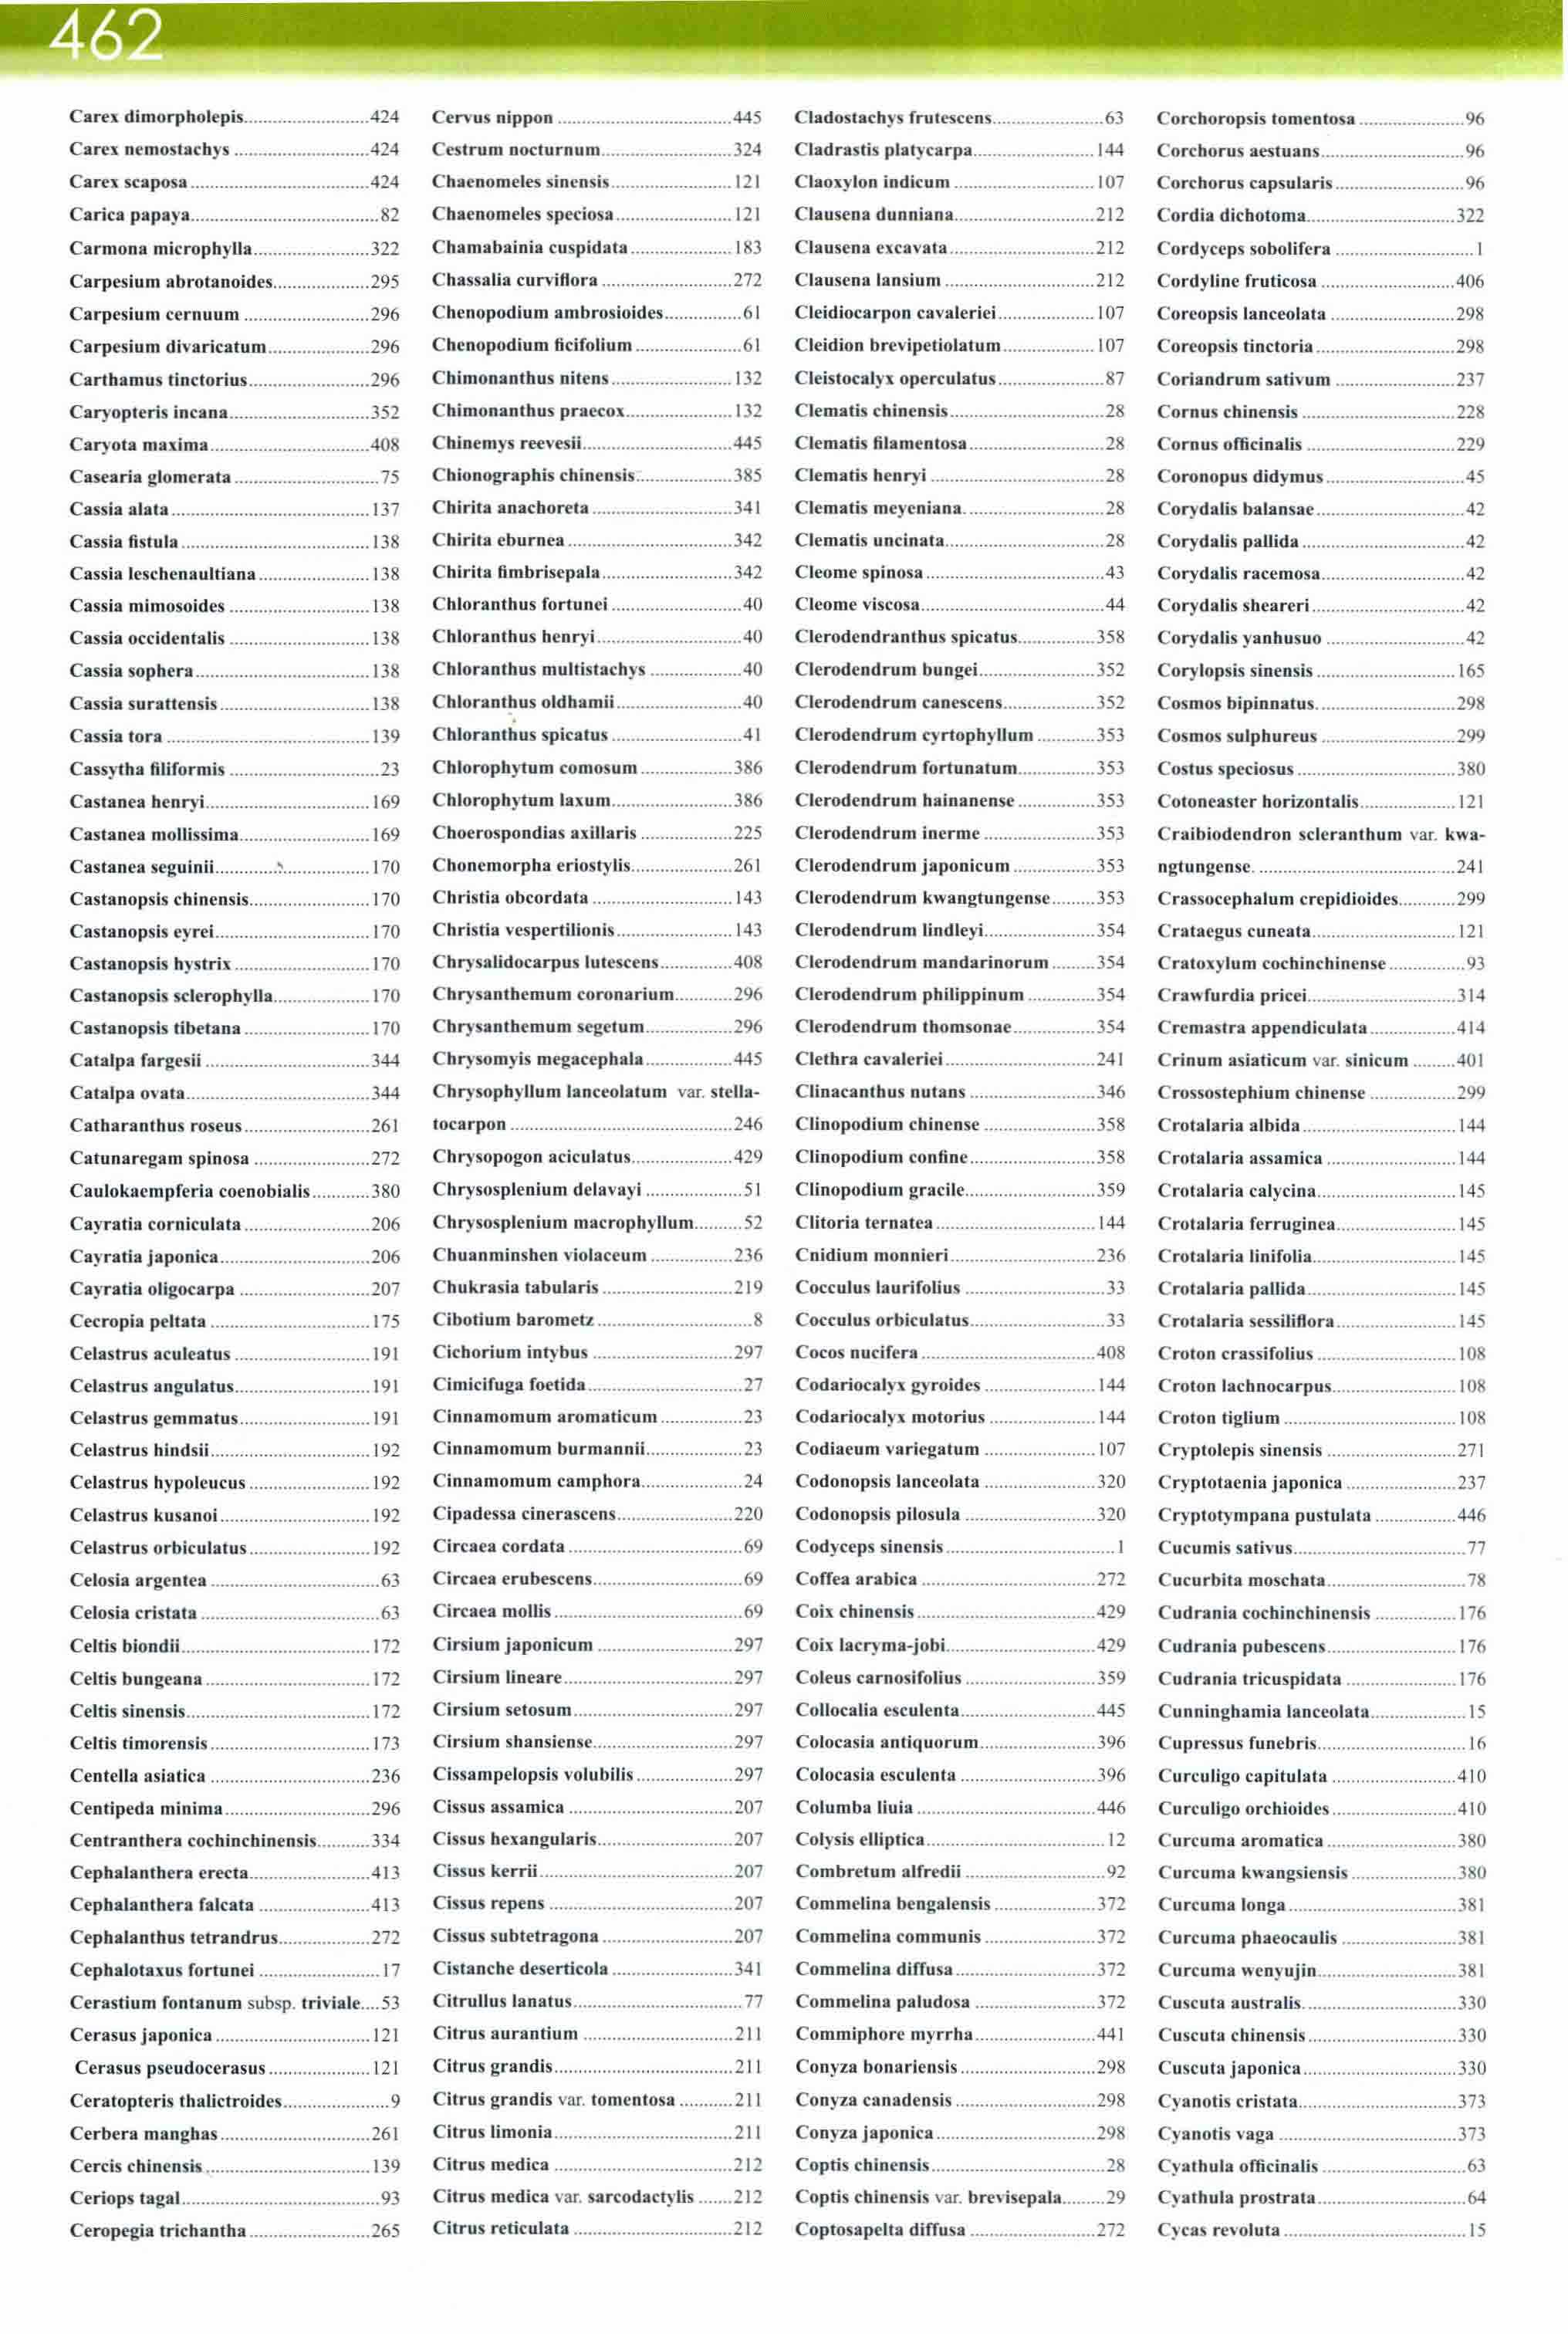 462
Carex dimorpholepis........................424
Carex nemostachys ..........................424
Carex scaposa ...................................424
Carica papaya.....................................82
Carmona microphylla.......................322
Carpesium abrotanoides...................295
Carpesium cernuum ........................296
Carpesium divaricatum....................296
Carthamus tinctorius........................296
Caryopteris incana...........................352
Caryota maxima...............................408
Casearia glomerata ............................75
Cassia alata.......................................137
Cassia fistula.....................................138
Cassia leschenaultiana......................138
Cassia mimosoides ...........................138
Cassia occidentalis ...........................138
Cassia sophera..................................138
Cassia surattensis .............................138
Cassia tora ........................................139
Cassytha filiformis .............................23
Castanea henryi................................169
Castanea mollissima.........................169
Castanea seguinii..............................170
Castanopsis chinensis.......................170
Castanopsis eyrei..............................170
Castanopsis hystrix ..........................170
Castanopsis sclerophylla..................170
Castanopsis tibetana ........................170
Catalpa fargesii ................................344
Catalpa ovata....................................344
Catharanthus roseus........................261
Catunaregam spinosa ......................272
Caulokaempferia coenobialis...........380
Cayratia corniculata ........................206
Cayratia japonica.............................206
Cayratia oligocarpa .........................207
Cecropia peltata ...............................175
Celastrus aculeatus ..........................191
Celastrus angulatus..........................191
Celastrus gemmatus.........................191
Celastrus hindsii...............................192
Celastrus hypoleucus .......................192
Celastrus kusanoi.............................192
Celastrus orbiculatus .......................192
Celosia argentea ................................63
Celosia cristata ..................................63
Celtis biondii....................................172
Celtis bungeana ...............................172
Celtis sinensis...................................172
Celtis timorensis ..............................173
Centella asiatica ..............................236
Centipeda minima............................296
Centranthera cochinchinensis..........334
Cephalanthera erecta.......................413
Cephalanthera falcata .....................413
Cephalanthus tetrandrus.................272
Cephalotaxus fortunei .......................17
Cerastium fontanum subsp. triviale....53
Cerasus japonica .............................121
Cerasus pseudocerasus ...................121
Ceratopteris thalictroides....................9
Cerbera manghas.............................261
Cercis chinensis................................139
Ceriops tagal......................................93
Ceropegia trichantha .......................265
Cervus nippon .................................445
Cestrum nocturnum.........................324
Chaenomeles sinensis.......................121
Chaenomeles speciosa......................121
Chamabainia cuspidata ...................183
Chassalia curviflora .........................272
Chenopodium ambrosioides...............61
Chenopodium ficifolium ....................61
Chimonanthus nitens .......................132
Chimonanthus praecox....................132
Chinemys reevesii.............................445
Chionographis chinensis..................385
Chirita anachoreta ...........................341
Chirita eburnea ................................342
Chirita fimbrisepala.........................342
Chloranthus fortunei .........................40
Chloranthus henryi............................40
Chloranthus multistachys .................40
Chloranthus oldhamii........................40
Chloranthus spicatus .........................41
Chlorophytum comosum .................386
Chlorophytum laxum.......................386
Choerospondias axillaris .................225
Chonemorpha eriostylis...................261
Christia obcordata ...........................143
Christia vespertilionis......................143
Chrysalidocarpus lutescens.............408
Chrysanthemum coronarium..........296
Chrysanthemum segetum................296
Chrysomyis megacephala................445
Chrysophyllum lanceolatum var. stella-
tocarpon ..........................................246
Chrysopogon aciculatus...................429
Chrysosplenium delavayi ..................51
Chrysosplenium macrophyllum.........52
Chuanminshen violaceum ...............236
Chukrasia tabularis .........................219
Cibotium barometz ..............................8
Cichorium intybus ...........................297
Cimicifuga foetida..............................27
Cinnamomum aromaticum ...............23
Cinnamomum burmannii..................23
Cinnamomum camphora...................24
Cipadessa cinerascens......................220
Circaea cordata .................................69
Circaea erubescens............................69
Circaea mollis ....................................69
Cirsium japonicum ..........................297
Cirsium lineare.................................297
Cirsium setosum...............................297
Cirsium shansiense...........................297
Cissampelopsis volubilis ..................297
Cissus assamica ................................207
Cissus hexangularis..........................207
Cissus kerrii......................................207
Cissus repens ....................................207
Cissus subtetragona .........................207
Cistanche deserticola .......................341
Citrullus lanatus................................77
Citrus aurantium .............................211
Citrus grandis...................................211
Citrus grandis var. tomentosa ..........211
Citrus limonia...................................211
Citrus medica ...................................212
Citrus medica var. sarcodactylis .......212
Citrus reticulata ...............................212
Cladostachys frutescens.....................63
Cladrastis platycarpa.......................144
Claoxylon indicum ..........................107
Clausena dunniana...........................212
Clausena excavata ............................212
Clausena lansium .............................212
Cleidiocarpon cavaleriei..................107
Cleidion brevipetiolatum.................107
Cleistocalyx operculatus....................87
Clematis chinensis..............................28
Clematis filamentosa..........................28
Clematis henryi .................................28
Clematis meyeniana...........................28
Clematis uncinata..............................28
Cleome spinosa ..................................43
Cleome viscosa...................................44
Clerodendranthus spicatus..............358
Clerodendrum bungei......................352
Clerodendrum canescens.................352
Clerodendrum cyrtophyllum ...........353
Clerodendrum fortunatum..............353
Clerodendrum hainanense ..............353
Clerodendrum inerme .....................353
Clerodendrum japonicum ...............353
Clerodendrum kwangtungense........353
Clerodendrum lindleyi.....................354
Clerodendrum mandarinorum ........354
Clerodendrum philippinum ............354
Clerodendrum thomsonae...............354
Clethra cavaleriei.............................241
Clinacanthus nutans ........................346
Clinopodium chinense .....................358
Clinopodium confine........................358
Clinopodium gracile.........................359
Clitoria ternatea ..............................144
Cnidium monnieri............................236
Cocculus laurifolius ..........................33
Cocculus orbiculatus.........................33
Cocos nucifera .................................408
Codariocalyx gyroides .....................144
Codariocalyx motorius ....................144
Codiaeum variegatum .....................107
Codonopsis lanceolata .....................320
Codonopsis pilosula .........................320
Codyceps sinensis.................................1
Coffea arabica .................................272
Coix chinensis..................................429
Coix lacryma-jobi.............................429
Coleus carnosifolius .........................359
Collocalia esculenta..........................445
Colocasia antiquorum......................396
Colocasia esculenta ..........................396
Columba liuia ..................................446
Colysis elliptica..................................12
Combretum alfredii ...........................92
Commelina bengalensis ...................372
Commelina communis .....................372
Commelina diffusa...........................372
Commelina paludosa .......................372
Commiphore myrrha.......................441
Conyza bonariensis ..........................298
Conyza canadensis ...........................298
Conyza japonica...............................298
Coptis chinensis.................................28
Coptis chinensis var. brevisepala........29
Coptosapelta diffusa ........................272
Corchoropsis tomentosa ....................96
Corchorus aestuans...........................96
Corchorus capsularis ........................96
Cordia dichotoma............................322
Cordyceps sobolifera ..........................1
Cordyline fruticosa ..........................406
Coreopsis lanceolata ........................298
Coreopsis tinctoria ...........................298
Coriandrum sativum .......................237
Cornus chinensis ..............................228
Cornus officinalis .............................229
Coronopus didymus ..........................45
Corydalis balansae ............................42
Corydalis pallida ...............................42
Corydalis racemosa...........................42
Corydalis sheareri .............................42
Corydalis yanhusuo ..........................42
Corylopsis sinensis ...........................165
Cosmos bipinnatus...........................298
Cosmos sulphureus ..........................299
Costus speciosus ..............................380
Cotoneaster horizontalis..................121
Craibiodendron scleranthum var. kwa-
ngtungense.......................................241
Crassocephalum crepidioides...........299
Crataegus cuneata............................121
Cratoxylum cochinchinense ..............93
Crawfurdia pricei.............................314
Cremastra appendiculata ................414
Crinum asiaticum var. sinicum ........401
Crossostephium chinense ................299
Crotalaria albida .............................144
Crotalaria assamica .........................144
Crotalaria calycina...........................145
Crotalaria ferruginea.......................145
Crotalaria linifolia............................145
Crotalaria pallida.............................145
Crotalaria sessiliflora.......................145
Croton crassifolius ...........................108
Croton lachnocarpus........................108
Croton tiglium .................................108
Cryptolepis sinensis .........................271
Cryptotaenia japonica .....................237
Cryptotympana pustulata ...............446
Cucumis sativus.................................77
Cucurbita moschata..........................78
Cudrania cochinchinensis ...............176
Cudrania pubescens.........................176
Cudrania tricuspidata .....................176
Cunninghamia lanceolata.................15
Cupressus funebris............................16
Curculigo capitulata ........................410
Curculigo orchioides ........................410
Curcuma aromatica .........................380
Curcuma kwangsiensis ....................380
Curcuma longa ................................381
Curcuma phaeocaulis ......................381
Curcuma wenyujin..........................381
Cuscuta australis..............................330
Cuscuta chinensis .............................330
Cuscuta japonica..............................330
Cyanotis cristata...............................373
Cyanotis vaga ..................................373
Cyathula officinalis ...........................63
Cyathula prostrata............................64
Cycas revoluta ...................................15